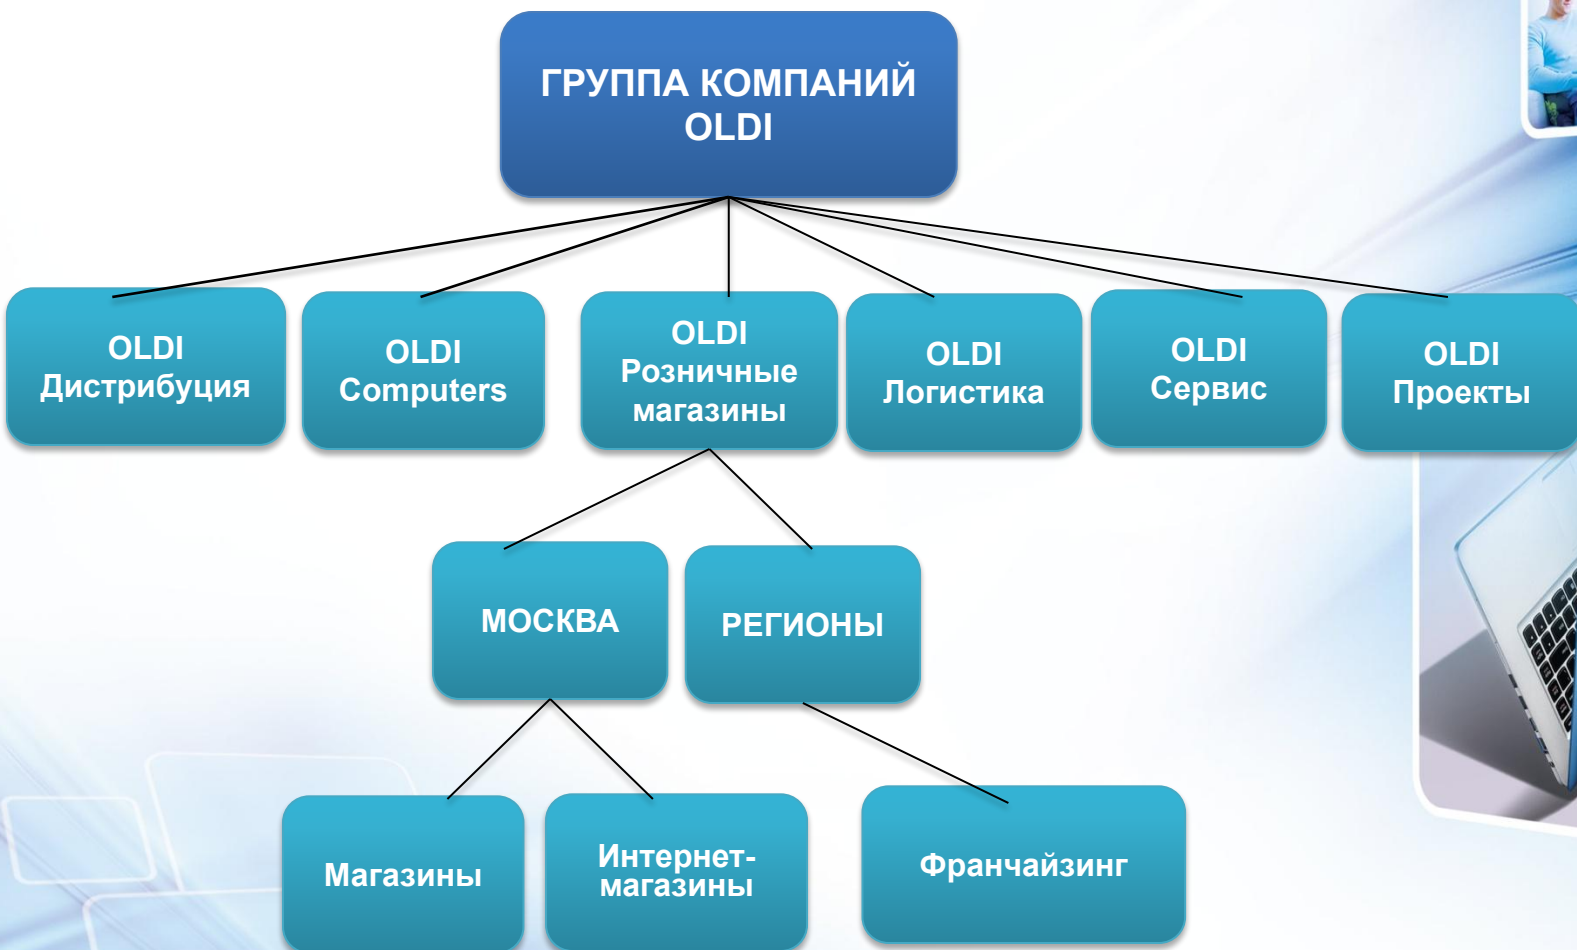 ГРУППА КОМПАНИЙ
OLDI
OLDI
Дистрибуция
OLDI
Computers
OLDI
Розничные
магазины
OLDI
Логистика
OLDI
Сервис
OLDI
Проекты
МОСКВА
РЕГИОНЫ
Магазины
Интернет-
магазины
Франчайзинг